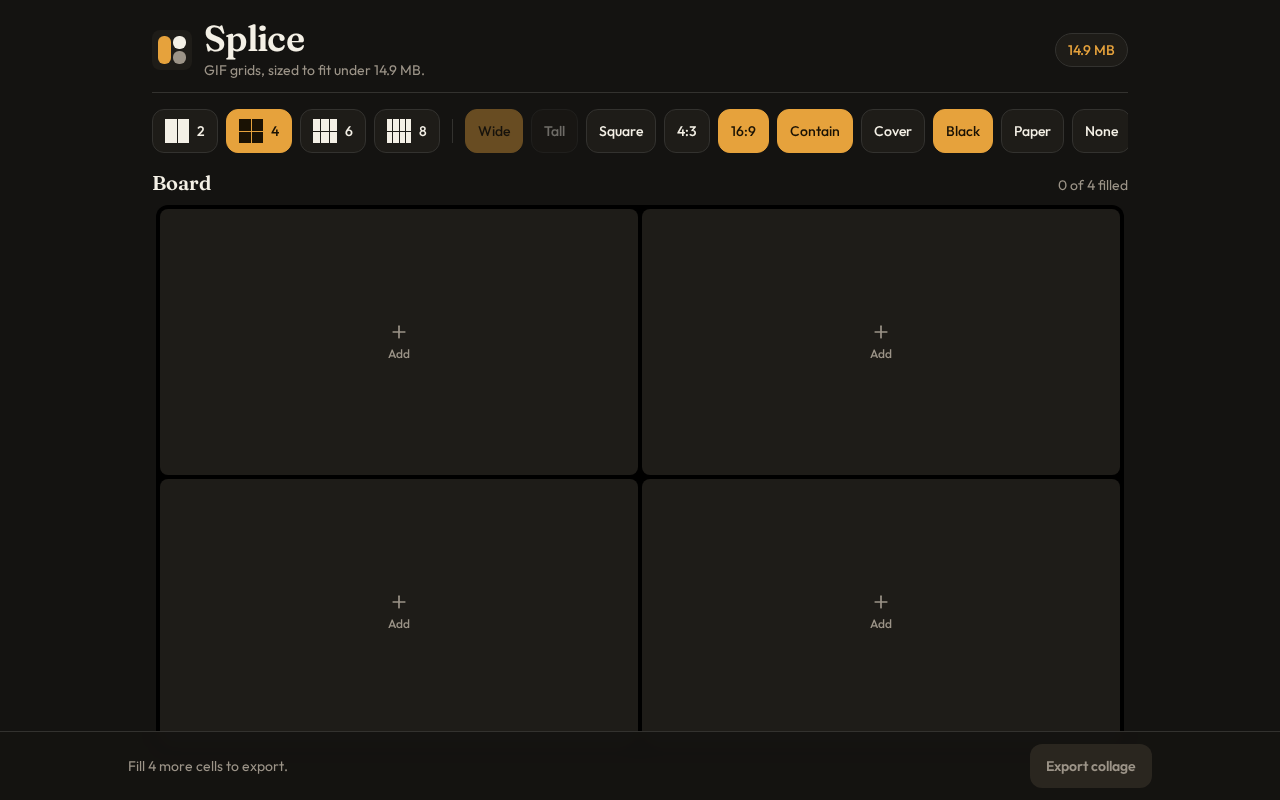 Splice
GIF grids, sized to fit under 14.9 MB.
14.9 MB
2 4 6 8 Wide Tall Square 4:3 16:9 Contain Cover Black Paper None
Board
0 of 4 filled
Add Add
Add Add
Fill 4 more cells to export.
Export collage